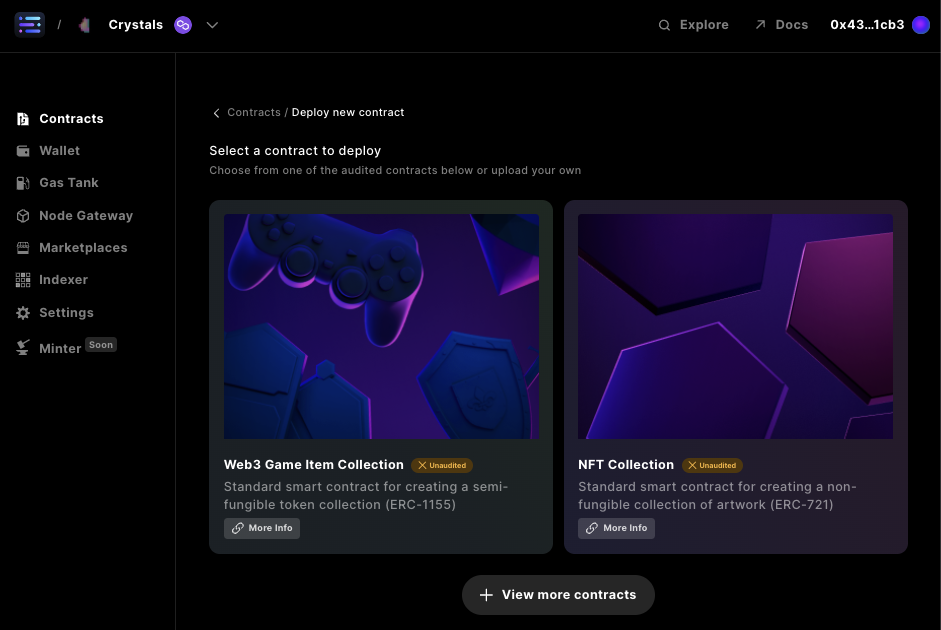 / Crystals
Explore
Docs
0x43...1cb3
Contracts
Wallet
Gas Tank
Node Gateway
Marketplaces
Indexer
Settings
Minter Soon
Contracts / Deploy new contract
Select a contract to deploy
Choose from one of the audited contracts below or upload your own
Web3 Game Item Collection Unaudited
Standard smart contract for creating a semi-
fungible token collection (ERC-1155)
More Info
NFT Collection Unaudited
Standard smart contract for creating a non-
fungible collection of artwork (ERC-721)
More Info
View more contracts